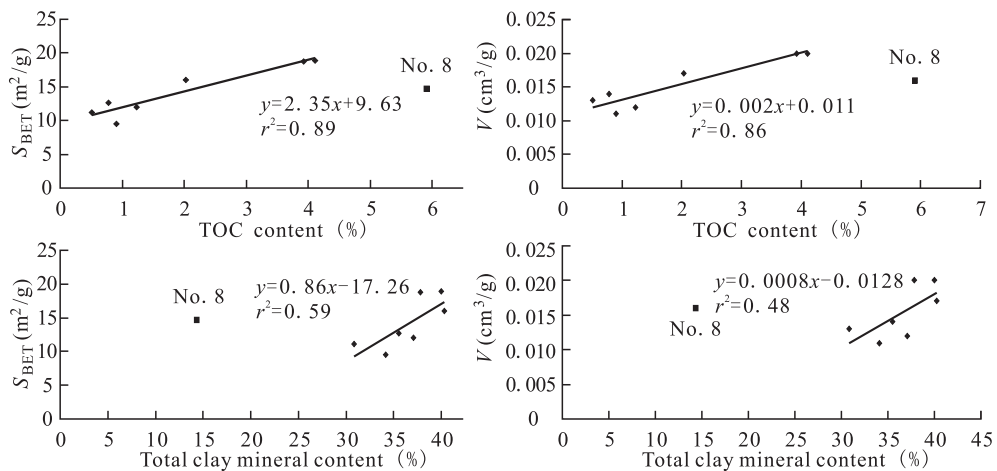 25
20
15
10
5
0
S_BET (m²/g)
No. 8
y=2.35x+9.63
r²=0.89
0 1 2 3 4 5 6
TOC content (%)
0.025
0.020
0.015
0.010
0.005
0
V (cm³/g)
No. 8
y=0.002x+0.011
r²=0.86
0 1 2 3 4 5 6 7
TOC content (%)
25
20
15
10
5
0
S_BET (m²/g)
No. 8
y=0.86x−17.26
r²=0.59
0 5 10 15 20 25 30 35 40 45
Total clay mineral content (%)
0.025
0.020
0.015
0.010
0.005
0.000
V (cm³/g)
y=0.0008x−0.0128
r²=0.48
No. 8
0 5 10 15 20 25 30 35 40 45
Total clay mineral content (%)